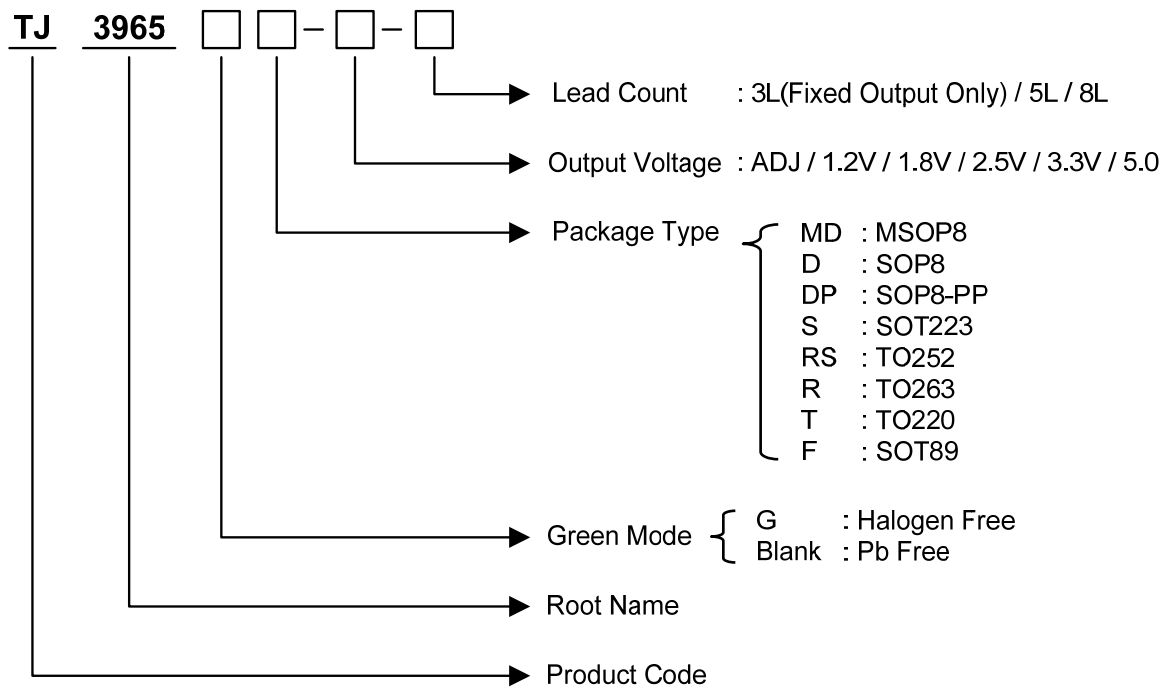 TJ 3965 - -
Lead Count : 3L(Fixed Output Only) / 5L / 8L
Output Voltage : ADJ / 1.2V / 1.8V / 2.5V / 3.3V / 5.0
Package Type
MD : MSOP8
D : SOP8
DP : SOP8-PP
S : SOT223
RS : TO252
R : TO263
T : TO220
F : SOT89
Green Mode
G : Halogen Free
Blank : Pb Free
Root Name
Product Code